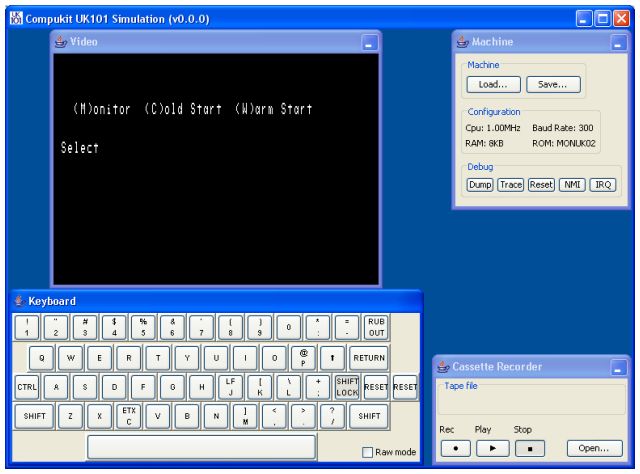 Compukit UK101 Simulation (v0.0.0)
Video
(M)onitor (C)old Start (W)arm Start
Select
Machine
Machine
Load... Save...
Configuration
Cpu: 1.00MHz Baud Rate: 300
RAM: 8KB ROM: MONUK02
Debug
Dump Trace Reset NMI IRQ
Keyboard
! " # $ % & ' ( ) * = RUB
1 2 3 4 5 6 7 8 9 0 : - OUT
Q W E R T Y U I O @ P ↑ RETURN
CTRL A S D F G H LF J [ K \ L + ; SHIFT LOCK RESET RESET
SHIFT Z X ETX C V B N ] M < , > . ? / SHIFT
Raw mode
Cassette Recorder
Tape file
Rec Play Stop
Open...